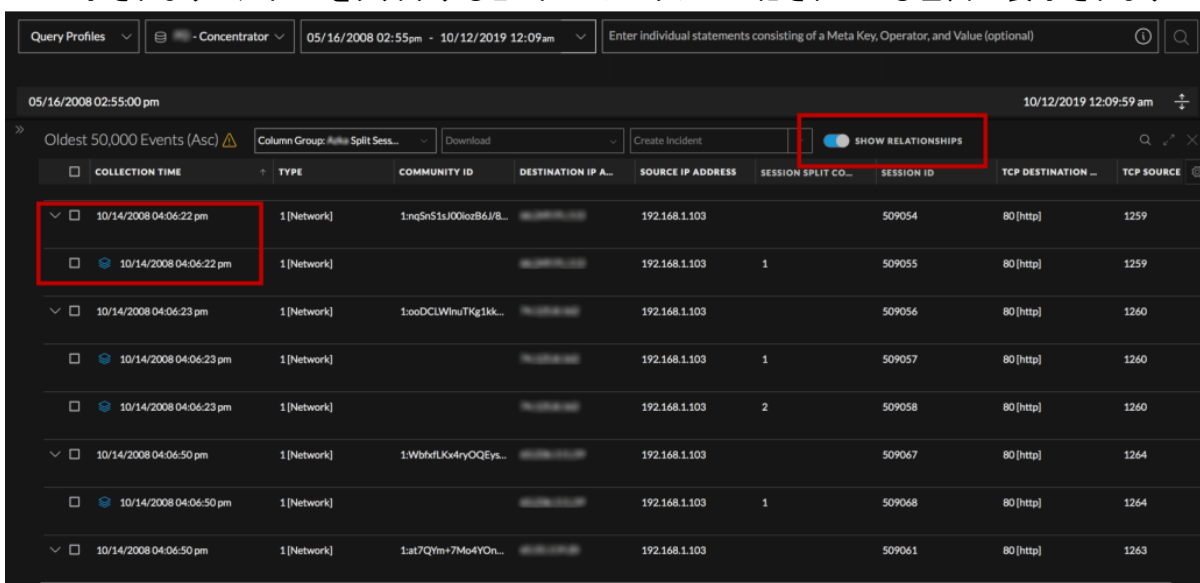 Query Profiles - Concentrator 05/16/2008 02:55pm - 10/12/2019 12:09am Enter individual statements consisting of a Meta Key, Operator, and Value (optional)
05/16/2008 02:55:00 pm 10/12/2019 12:09:59 am
Oldest 50,000 Events (Asc) Column Group: Split Sess... Download Create Incident SHOW RELATIONSHIPS
COLLECTION TIME TYPE COMMUNITY ID DESTINATION IP A... SOURCE IP ADDRESS SESSION SPLIT CO... SESSION ID TCP DESTINATION ... TCP SOURCE
10/14/2008 04:06:22 pm 1 [Network] 192.168.1.103 509054 80 [http] 1259
10/14/2008 04:06:22 pm 1 [Network] 192.168.1.103 1 509055 80 [http] 1259
10/14/2008 04:06:23 pm 1 [Network] 1:ooDCLWlnuTKg1kk... 192.168.1.103 509056 80 [http] 1260
10/14/2008 04:06:23 pm 1 [Network] 192.168.1.103 1 509057 80 [http] 1260
10/14/2008 04:06:23 pm 1 [Network] 192.168.1.103 2 509058 80 [http] 1260
10/14/2008 04:06:50 pm 1 [Network] 1:WbfxfLKx4ryOQEys... 192.168.1.103 509067 80 [http] 1264
10/14/2008 04:06:50 pm 1 [Network] 192.168.1.103 1 509068 80 [http] 1264
10/14/2008 04:06:50 pm 1 [Network] 1:at7QYm+7Mo4YOn... 192.168.1.103 509061 80 [http] 1263